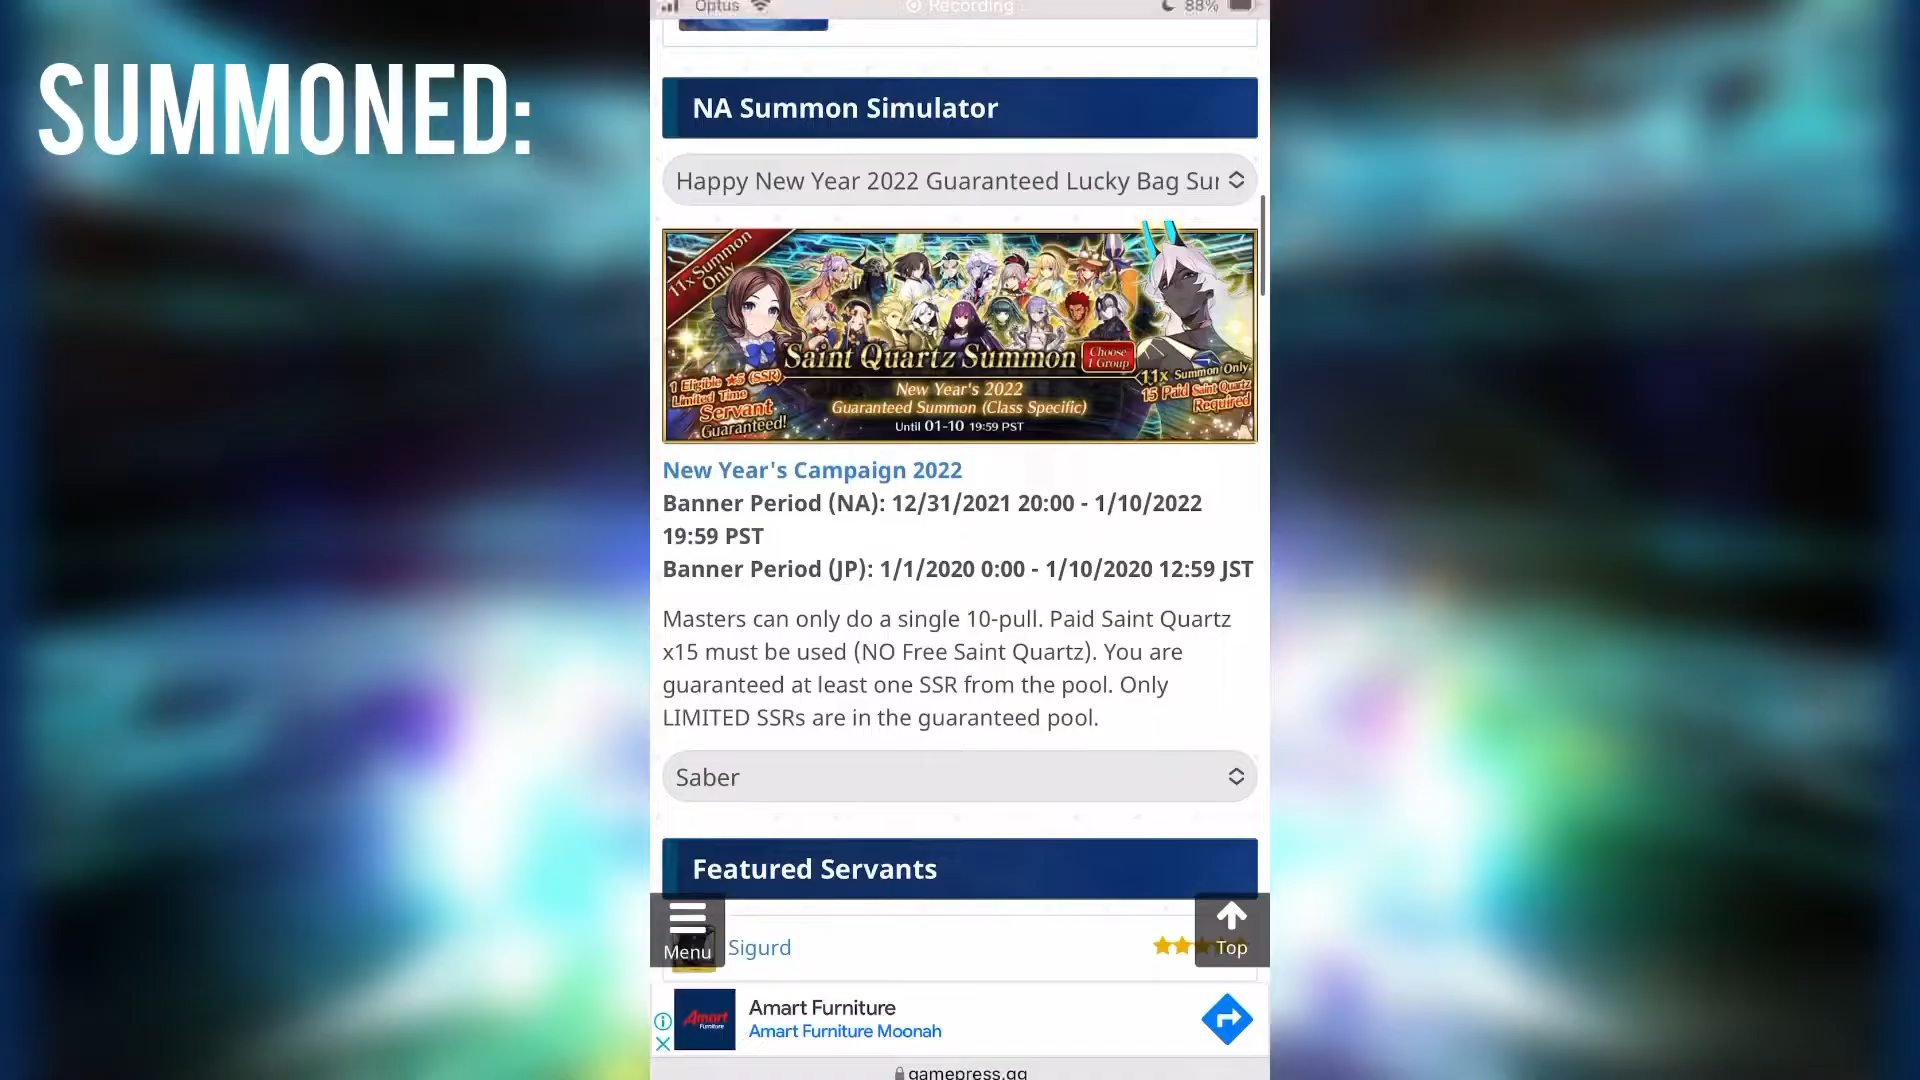 Optus
Recording
88%
SUMMONED:
NA Summon Simulator
Happy New Year 2022 Guaranteed Lucky Bag Sur
11x Summon
Only
Saint Quartz Summon
Choose
1 Group
1 Eligible ★5 (SSR)
Limited Time
Servant
Guaranteed!
New Year's 2022
Guaranteed Summon (Class Specific)
Until 01-10 19:59 PST
11x Summon Only
15 Paid Saint Quartz
Required
New Year's Campaign 2022
Banner Period (NA): 12/31/2021 20:00 - 1/10/2022
19:59 PST
Banner Period (JP): 1/1/2020 0:00 - 1/10/2020 12:59 JST
Masters can only do a single 10-pull. Paid Saint Quartz
x15 must be used (NO Free Saint Quartz). You are
guaranteed at least one SSR from the pool. Only
LIMITED SSRs are in the guaranteed pool.
Saber
Featured Servants
Menu
Sigurd
Top
Amart
Furniture
Amart Furniture
Amart Furniture Moonah
gamepress.gg